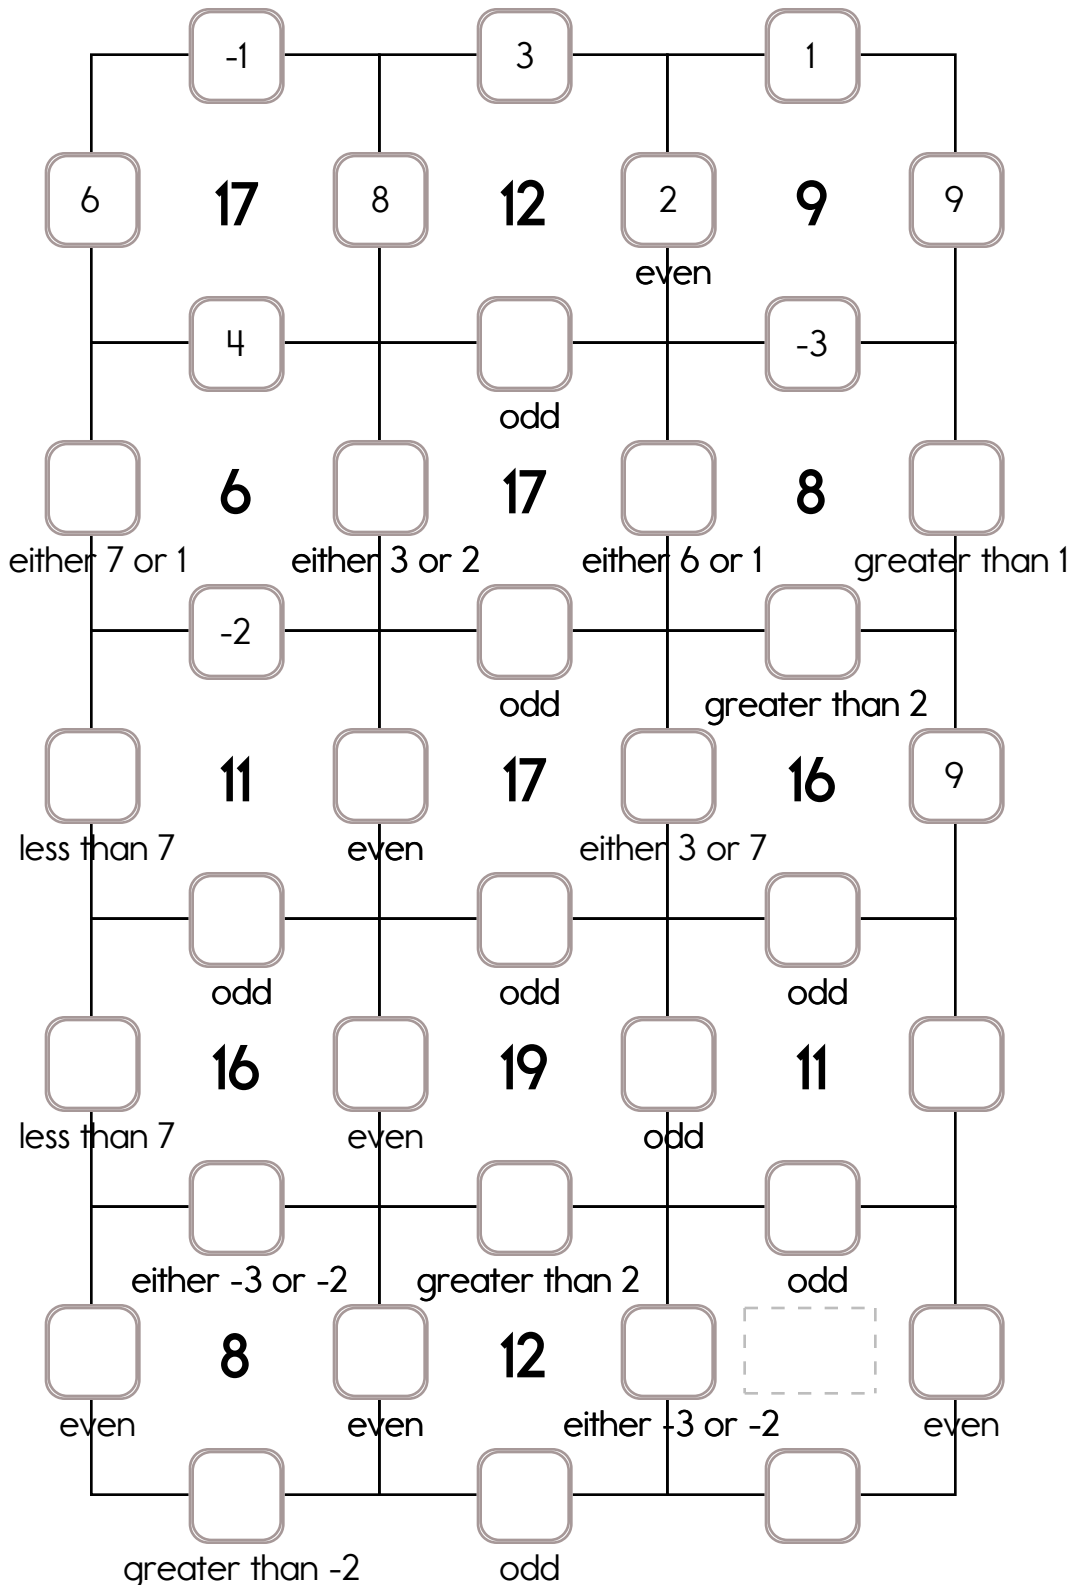 -1 3 1
6 17 8 12 2 9 9
even
4 -3
odd
6 17 8
either 7 or 1 either 3 or 2 either 6 or 1 greater than 1
-2
odd greater than 2
11 17 16 9
less than 7 even either 3 or 7
odd odd odd
16 19 11
less than 7 even odd
either -3 or -2 greater than 2 odd
8 12
even even either -3 or -2 even
greater than -2 odd